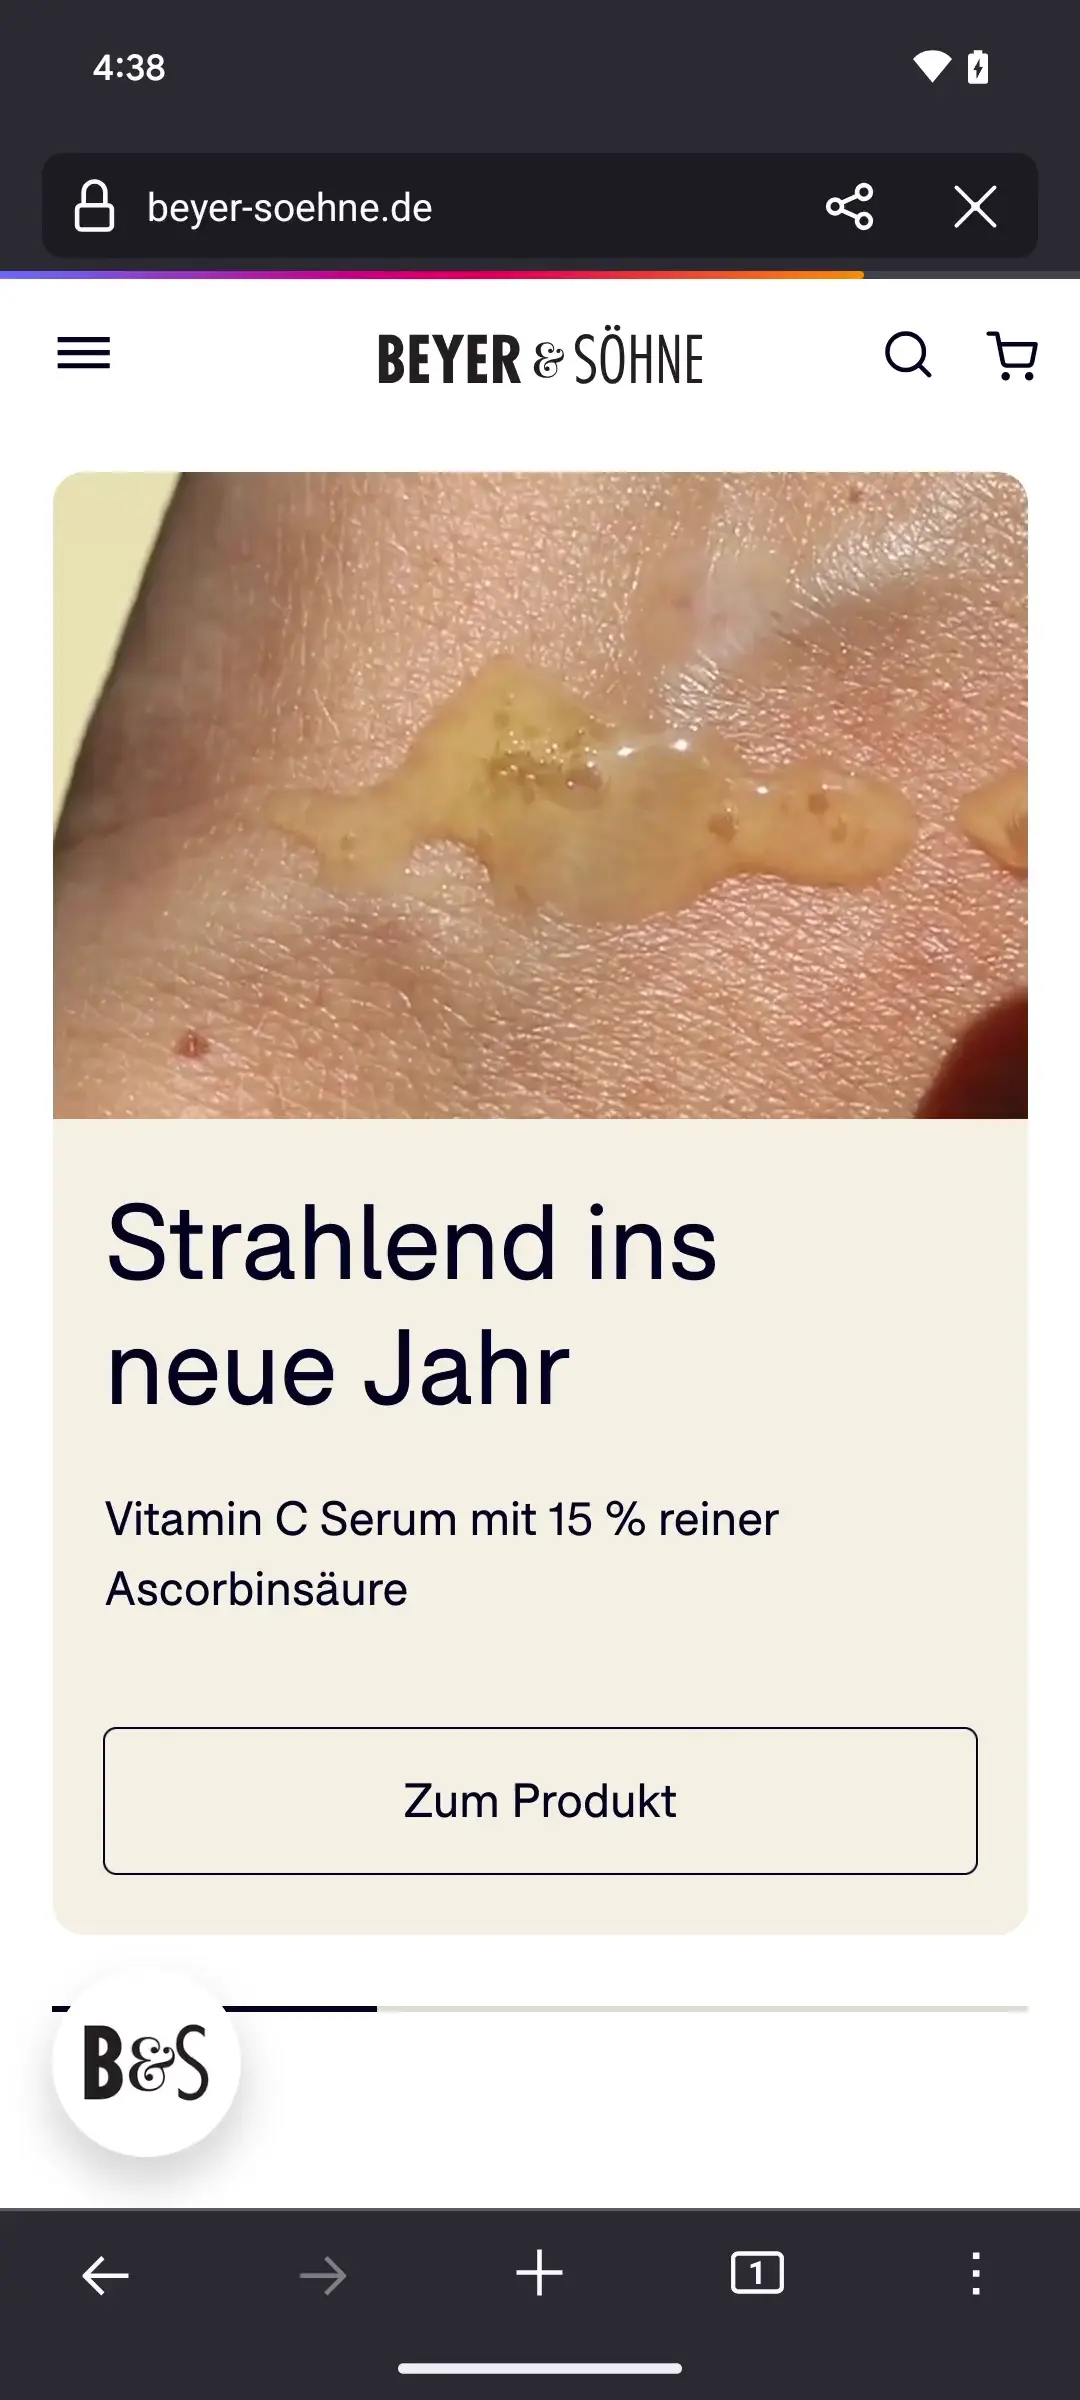 4:38
beyer-soehne.de
BEYER & SÖHNE
Strahlend ins
neue Jahr
Vitamin C Serum mit 15 % reiner
Ascorbinsäure
Zum Produkt
B&S
1